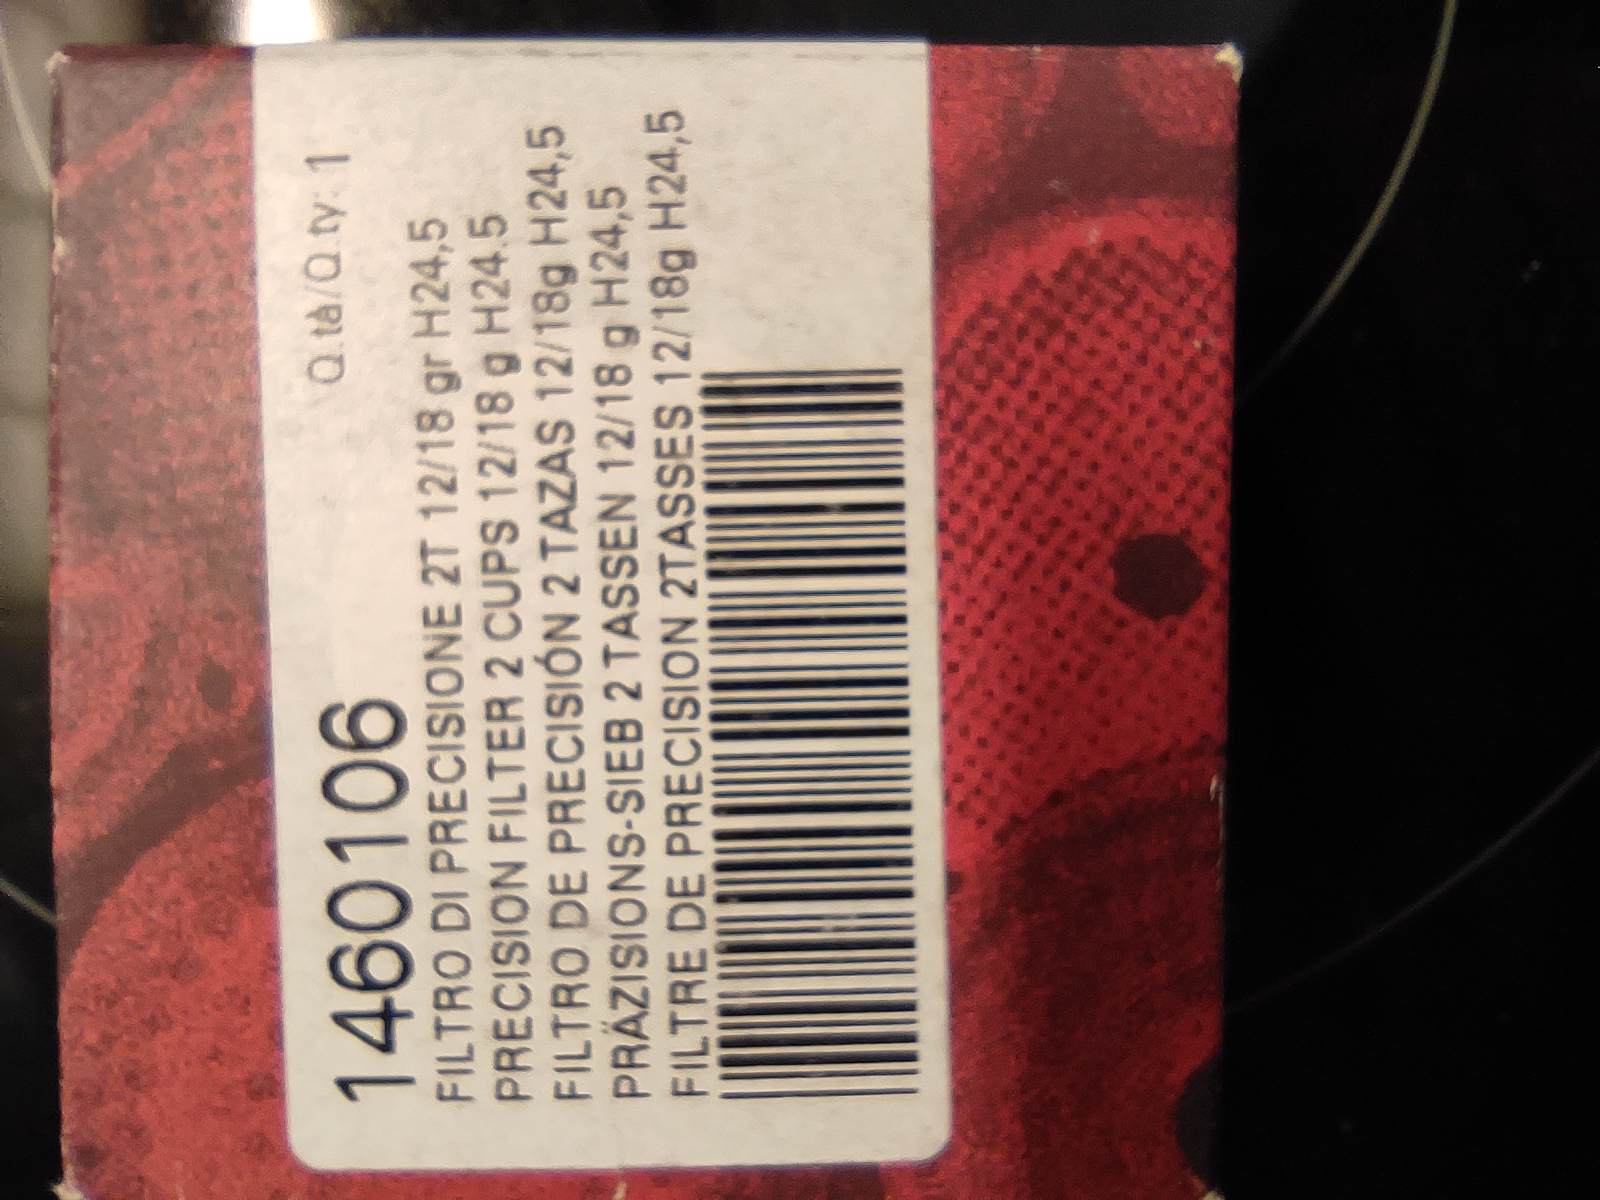 1460106
Q.tà/Q.ty: 1
FILTRO DI PRECISIONE 2T 12/18 gr H24,5
PRECISION FILTER 2 CUPS 12/18 g H24.5
FILTRO DE PRECISIÓN 2 TAZAS 12/18g H24,5
PRÄZISIONS-SIEB 2 TASSEN 12/18 g H24,5
FILTRE DE PRECISION 2TASSES 12/18g H24,5